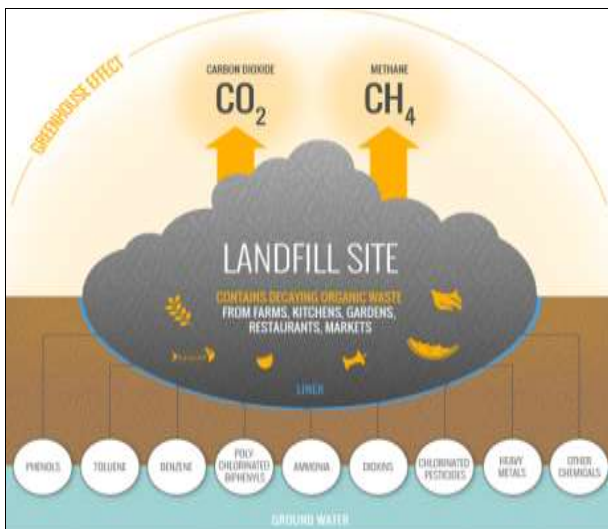 GREENHOUSE EFFECT
CARBON DIOXIDE
CO2
METHANE
CH4
LANDFILL SITE
CONTAINS DECAYING ORGANIC WASTE
FROM FARMS, KITCHENS, GARDENS,
RESTAURANTS, MARKETS
LINER
PHENOLS
TOLUENE
BENZENE
POLY
CHLORINATED
BIPHENYLS
AMMONIA
DIOXINS
CHLORINATED
PESTICIDES
HEAVY
METALS
OTHER
CHEMICALS
GROUND WATER